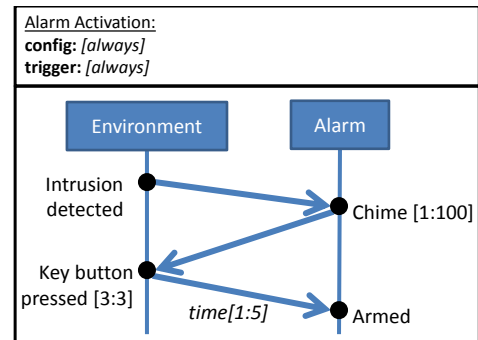 Alarm Activation:
config: [always]
trigger: [always]
Environment
Alarm
Intrusion
detected
Chime [1:100]
Key button
pressed [3:3]
time[1:5]
Armed